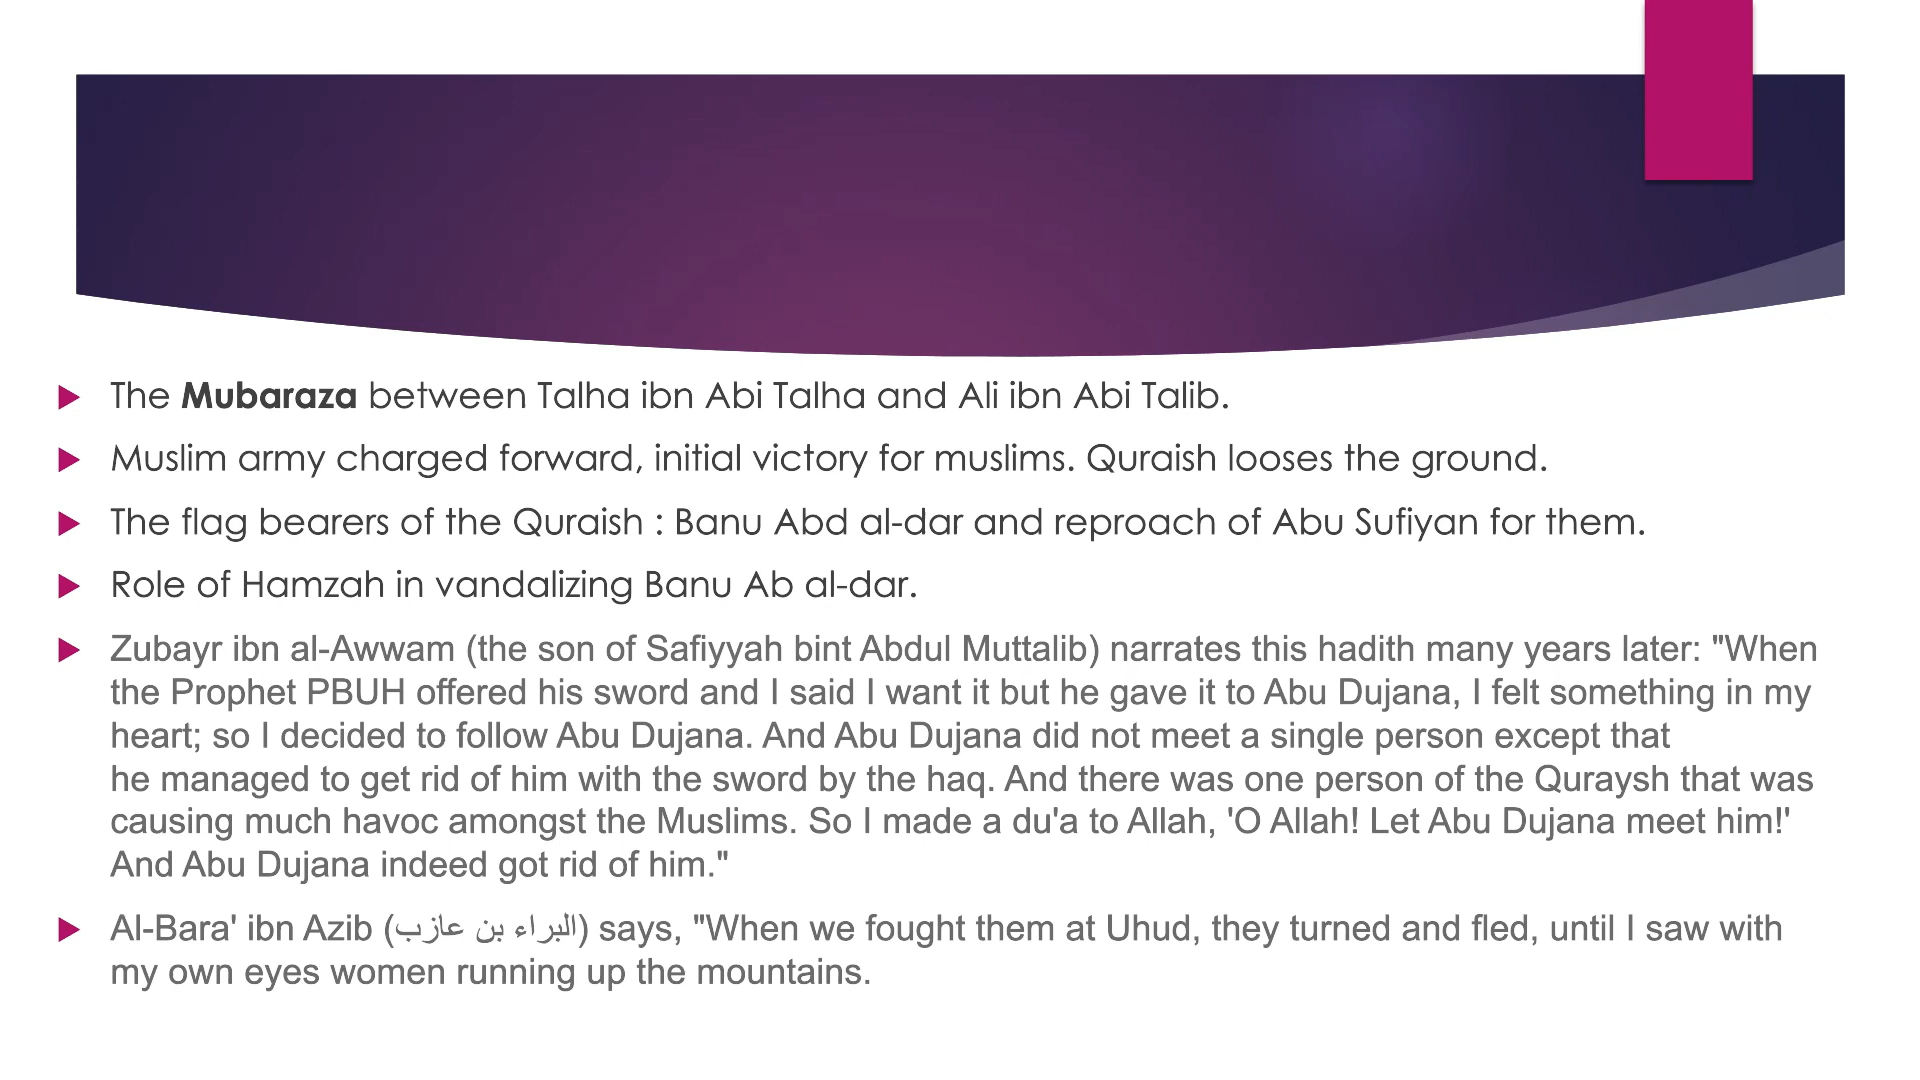 The Mubaraza between Talha ibn Abi Talha and Ali ibn Abi Talib.
Muslim army charged forward, initial victory for muslims. Quraish looses the ground.
The flag bearers of the Quraish : Banu Abd al-dar and reproach of Abu Sufiyan for them.
Role of Hamzah in vandalizing Banu Ab al-dar.
Zubayr ibn al-Awwam (the son of Safiyyah bint Abdul Muttalib) narrates this hadith many years later: "When
the Prophet PBUH offered his sword and I said I want it but he gave it to Abu Dujana, I felt something in my
heart; so I decided to follow Abu Dujana. And Abu Dujana did not meet a single person except that
he managed to get rid of him with the sword by the haq. And there was one person of the Quraysh that was
causing much havoc amongst the Muslims. So I made a du'a to Allah, 'O Allah! Let Abu Dujana meet him!'
And Abu Dujana indeed got rid of him."
Al-Bara' ibn Azib (البراء بن عازب) says, "When we fought them at Uhud, they turned and fled, until I saw with
my own eyes women running up the mountains.